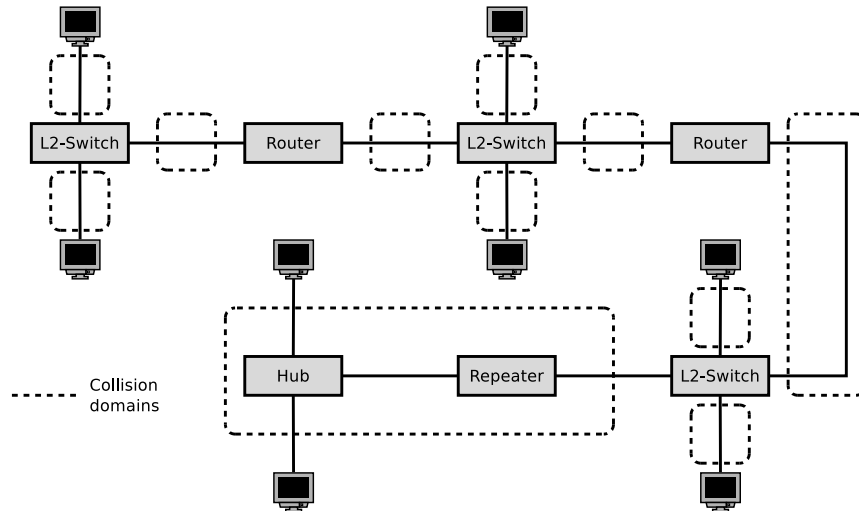 L2-Switch
Router
L2-Switch
Router
Hub
Repeater
L2-Switch
Collision
domains